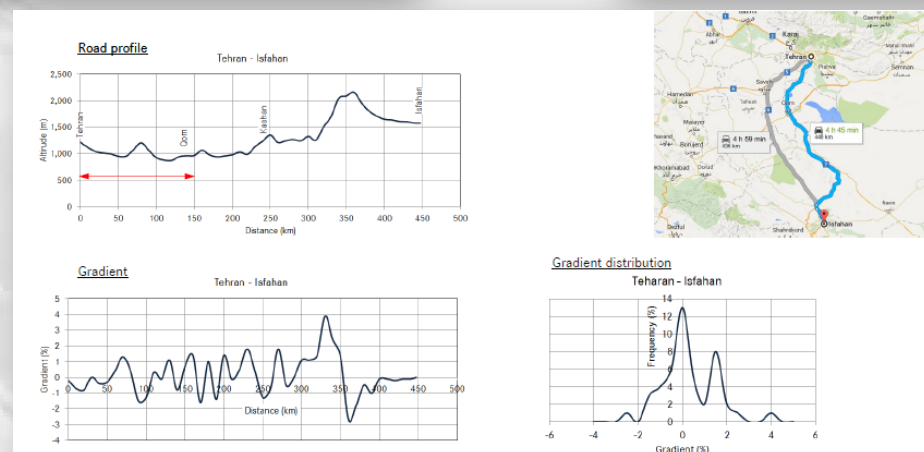 Road profile
Tehran - Isfahan
2,500
2,000
1,500
1,000
500
0
Altitude (m)
Tehran
Qom
Kashan
Isfahan
0 50 100 150 200 250 300 350 400 450 500
Distance (km)
Abhar
Karaj
Tehran
Semnan
Hamedan
Malayer
Borujerd
4 h 59 min
4 h 45 min
448 km
Isfahan
Shahrekord
Gradient
Tehran - Isfahan
5
4
3
2
1
0
-1
-2
-3
-4
Gradient (%)
0 50 100 150 200 250 300 350 400 450 500
Distance (km)
Gradient distribution
Teharan - Isfahan
14
12
10
8
6
4
2
0
Frequency (%)
-6 -4 -2 0 2 4 6
Gradient (%)